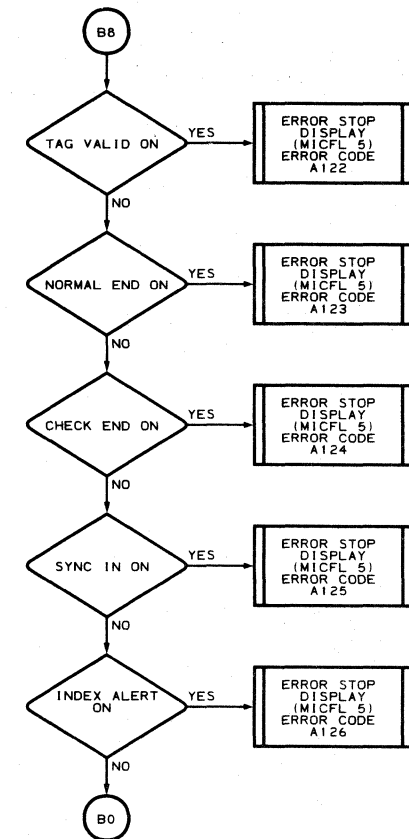 B8
TAG VALID ON
YES
ERROR STOP
DISPLAY
(MICFL 5)
ERROR CODE
A122
NO
NORMAL END ON
YES
ERROR STOP
DISPLAY
(MICFL 5)
ERROR CODE
A123
NO
CHECK END ON
YES
ERROR STOP
DISPLAY
(MICFL 5)
ERROR CODE
A124
NO
SYNC IN ON
YES
ERROR STOP
DISPLAY
(MICFL 5)
ERROR CODE
A125
NO
INDEX ALERT
ON
YES
ERROR STOP
DISPLAY
(MICFL 5)
ERROR CODE
A126
NO
B0